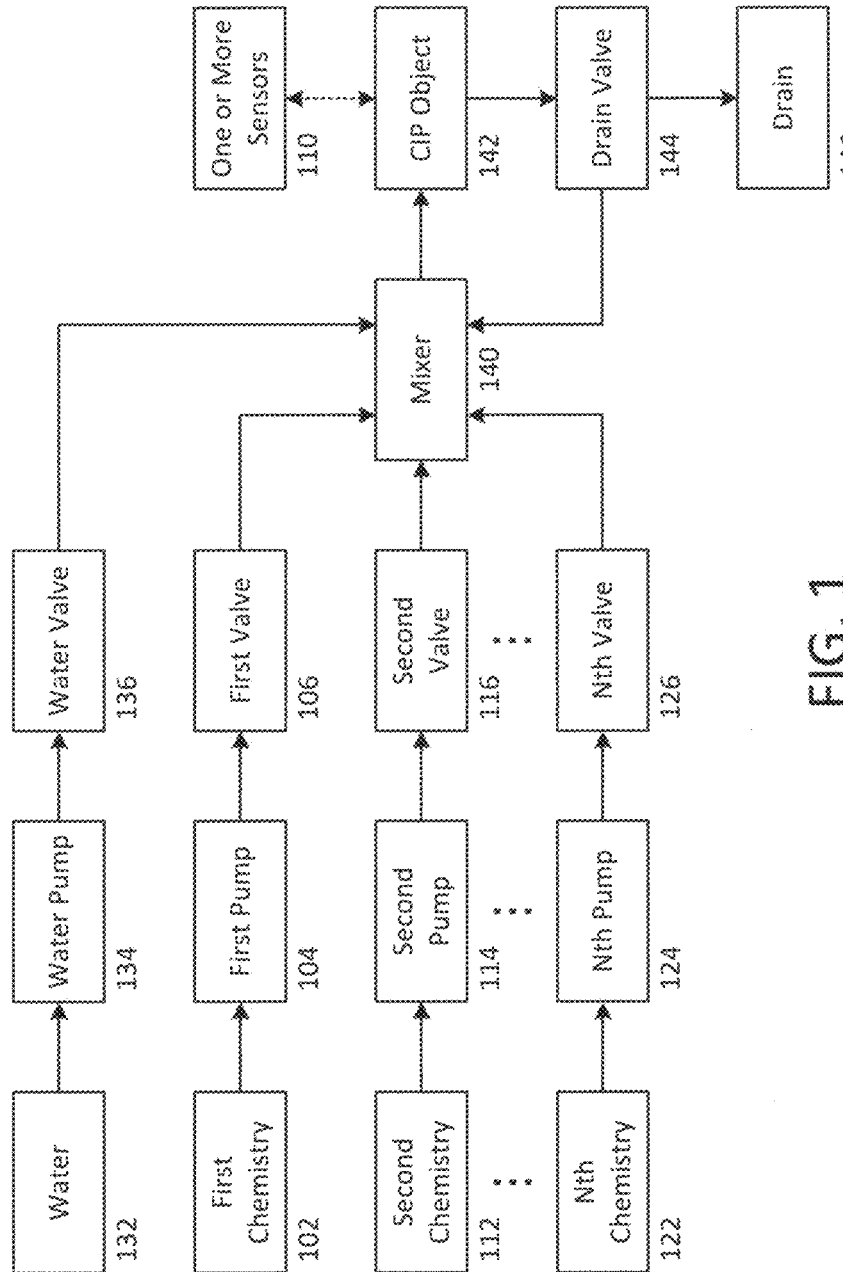 Water
132
Water Pump
134
Water Valve
136
First
Chemistry
102
First Pump
104
First Valve
106
One or More
Sensors
110
Second
Chemistry
112
Second
Pump
114
Second
Valve
116
Mixer
140
CIP Object
142
Nth
Chemistry
122
Nth Pump
124
Nth Valve
126
Drain Valve
144
Drain
FIG. 1